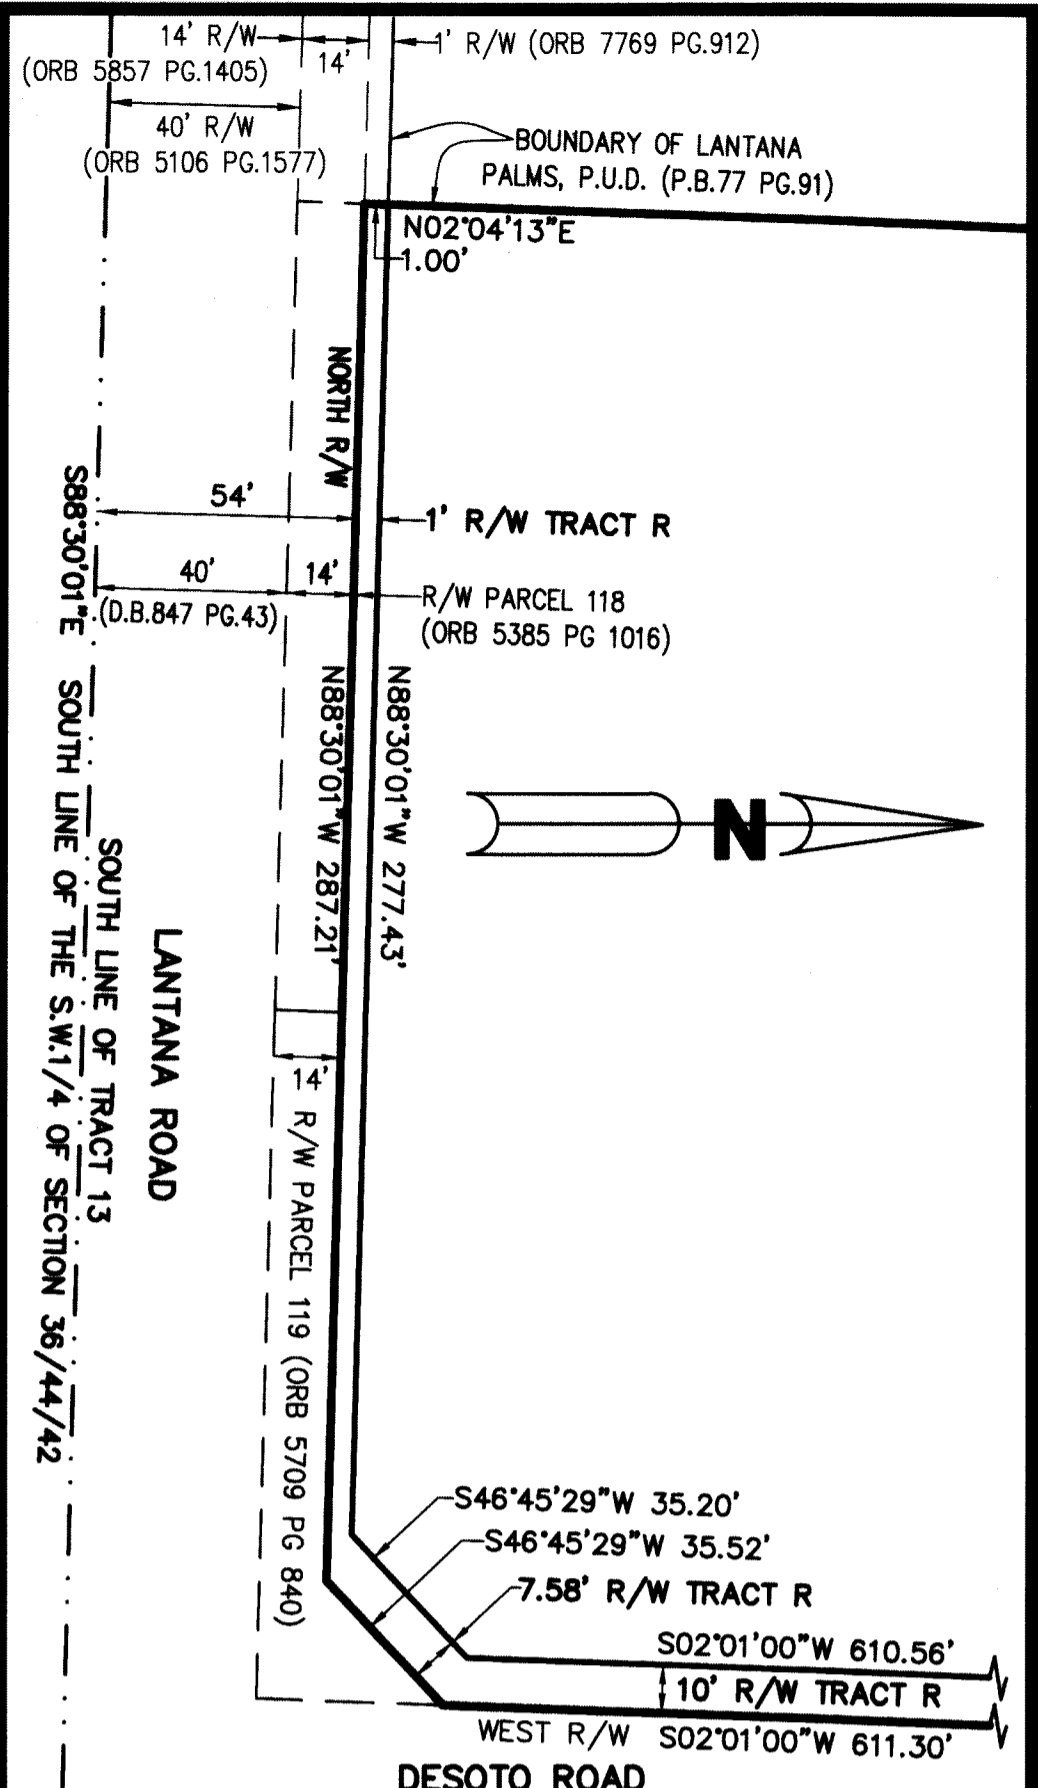 14' R/W
(ORB 5857 PG.1405)
14'
1' R/W (ORB 7769 PG.912)
40' R/W
(ORB 5106 PG.1577)
BOUNDARY OF LANTANA
PALMS, P.U.D. (P.B.77 PG.91)
N02°04'13"E
1.00'
NORTH R/W
54'
1' R/W TRACT R
40'
14'
(D.B.847 PG.43)
R/W PARCEL 118
(ORB 5385 PG 1016)
S88°30'01"E SOUTH LINE OF THE S.W.1/4 OF SECTION 36/44/42
SOUTH LINE OF TRACT 13
LANTANA ROAD
N88°30'01"W 287.21'
N88°30'01"W 277.43'
N
14'
R/W PARCEL 119 (ORB 5709 PG 840)
S46°45'29"W 35.20'
S46°45'29"W 35.52'
7.58' R/W TRACT R
S02°01'00"W 610.56'
10' R/W TRACT R
WEST R/W S02°01'00"W 611.30'
DESOTO ROAD